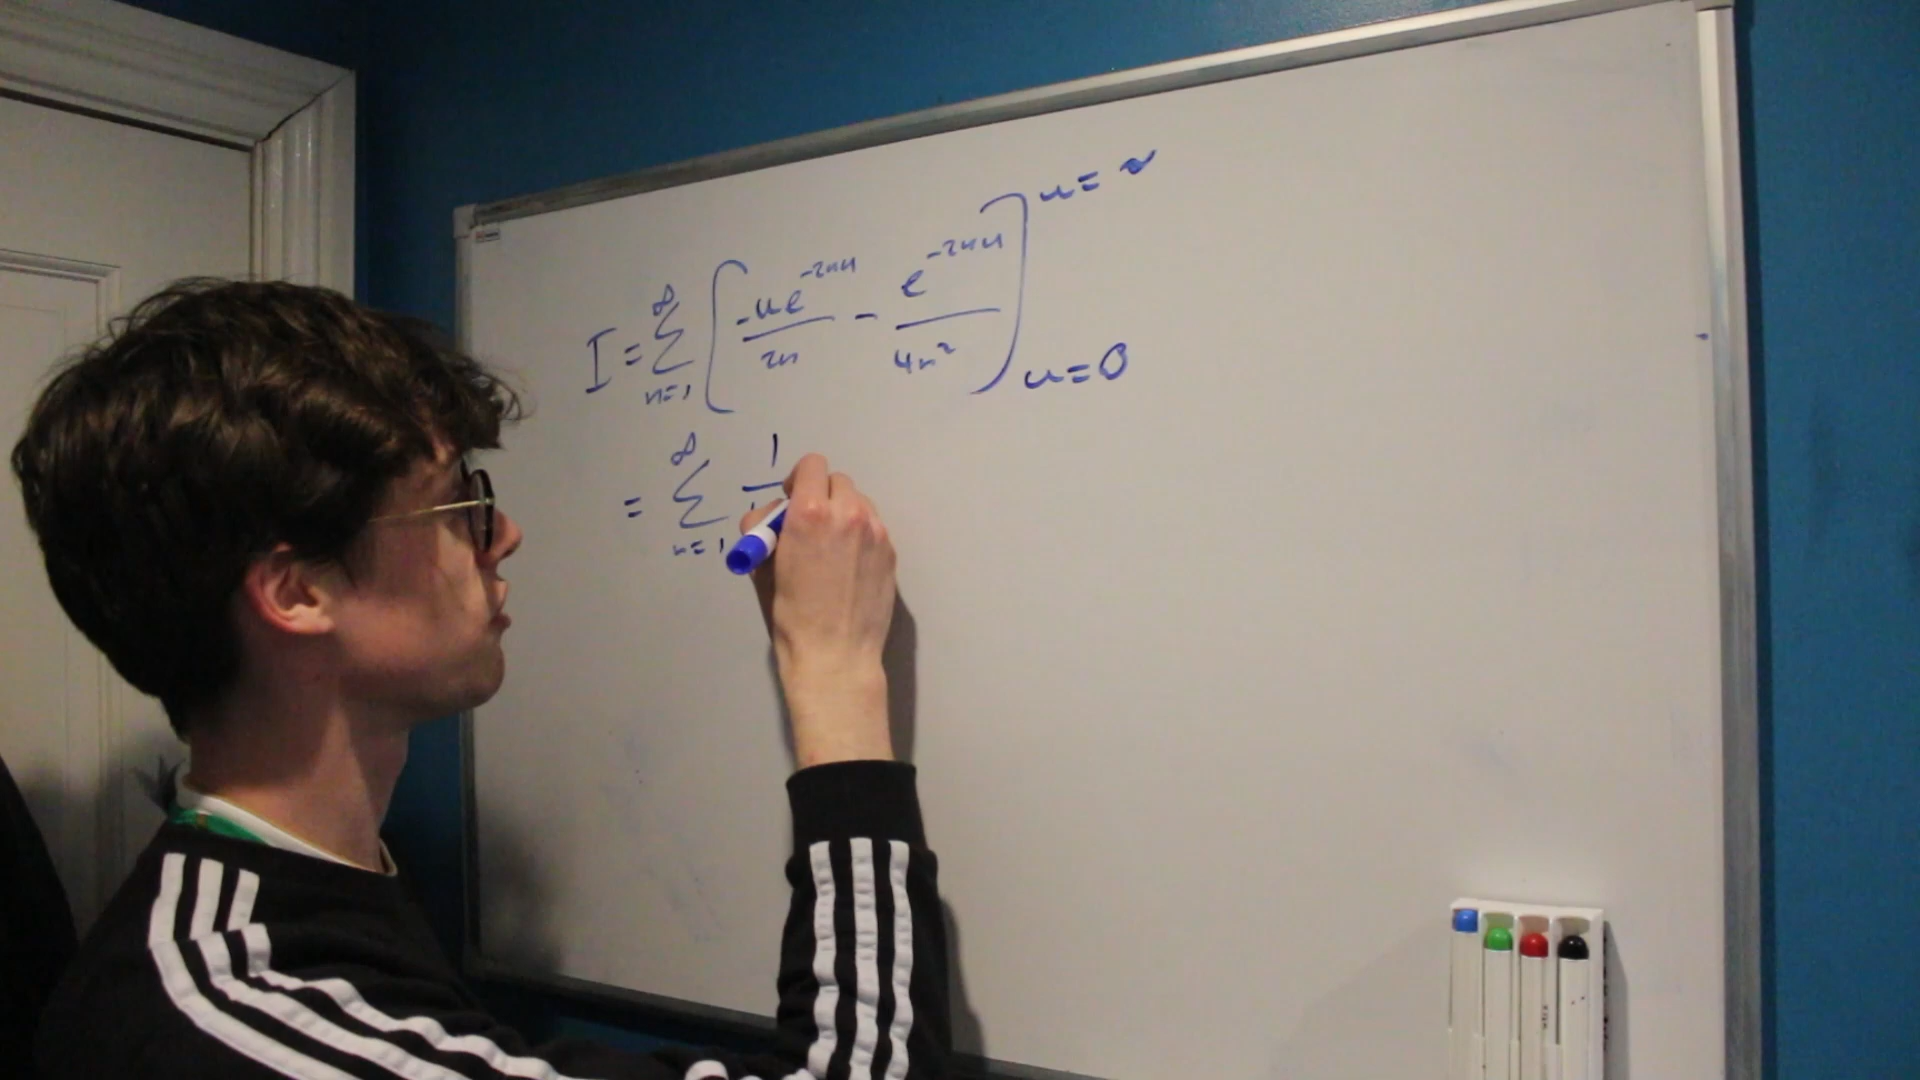 I = ∞∑n=1 [ -ue^-2nu / 2n - e^-2nu / 4n² ] u=∞ u=0
= ∞∑n=1 1